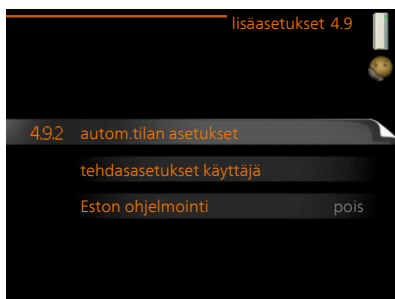 lisäasetukset 4.9
4.9.2 autom.tilan asetukset
tehdasasetukset käyttäjä
Eston ohjelmointi pois